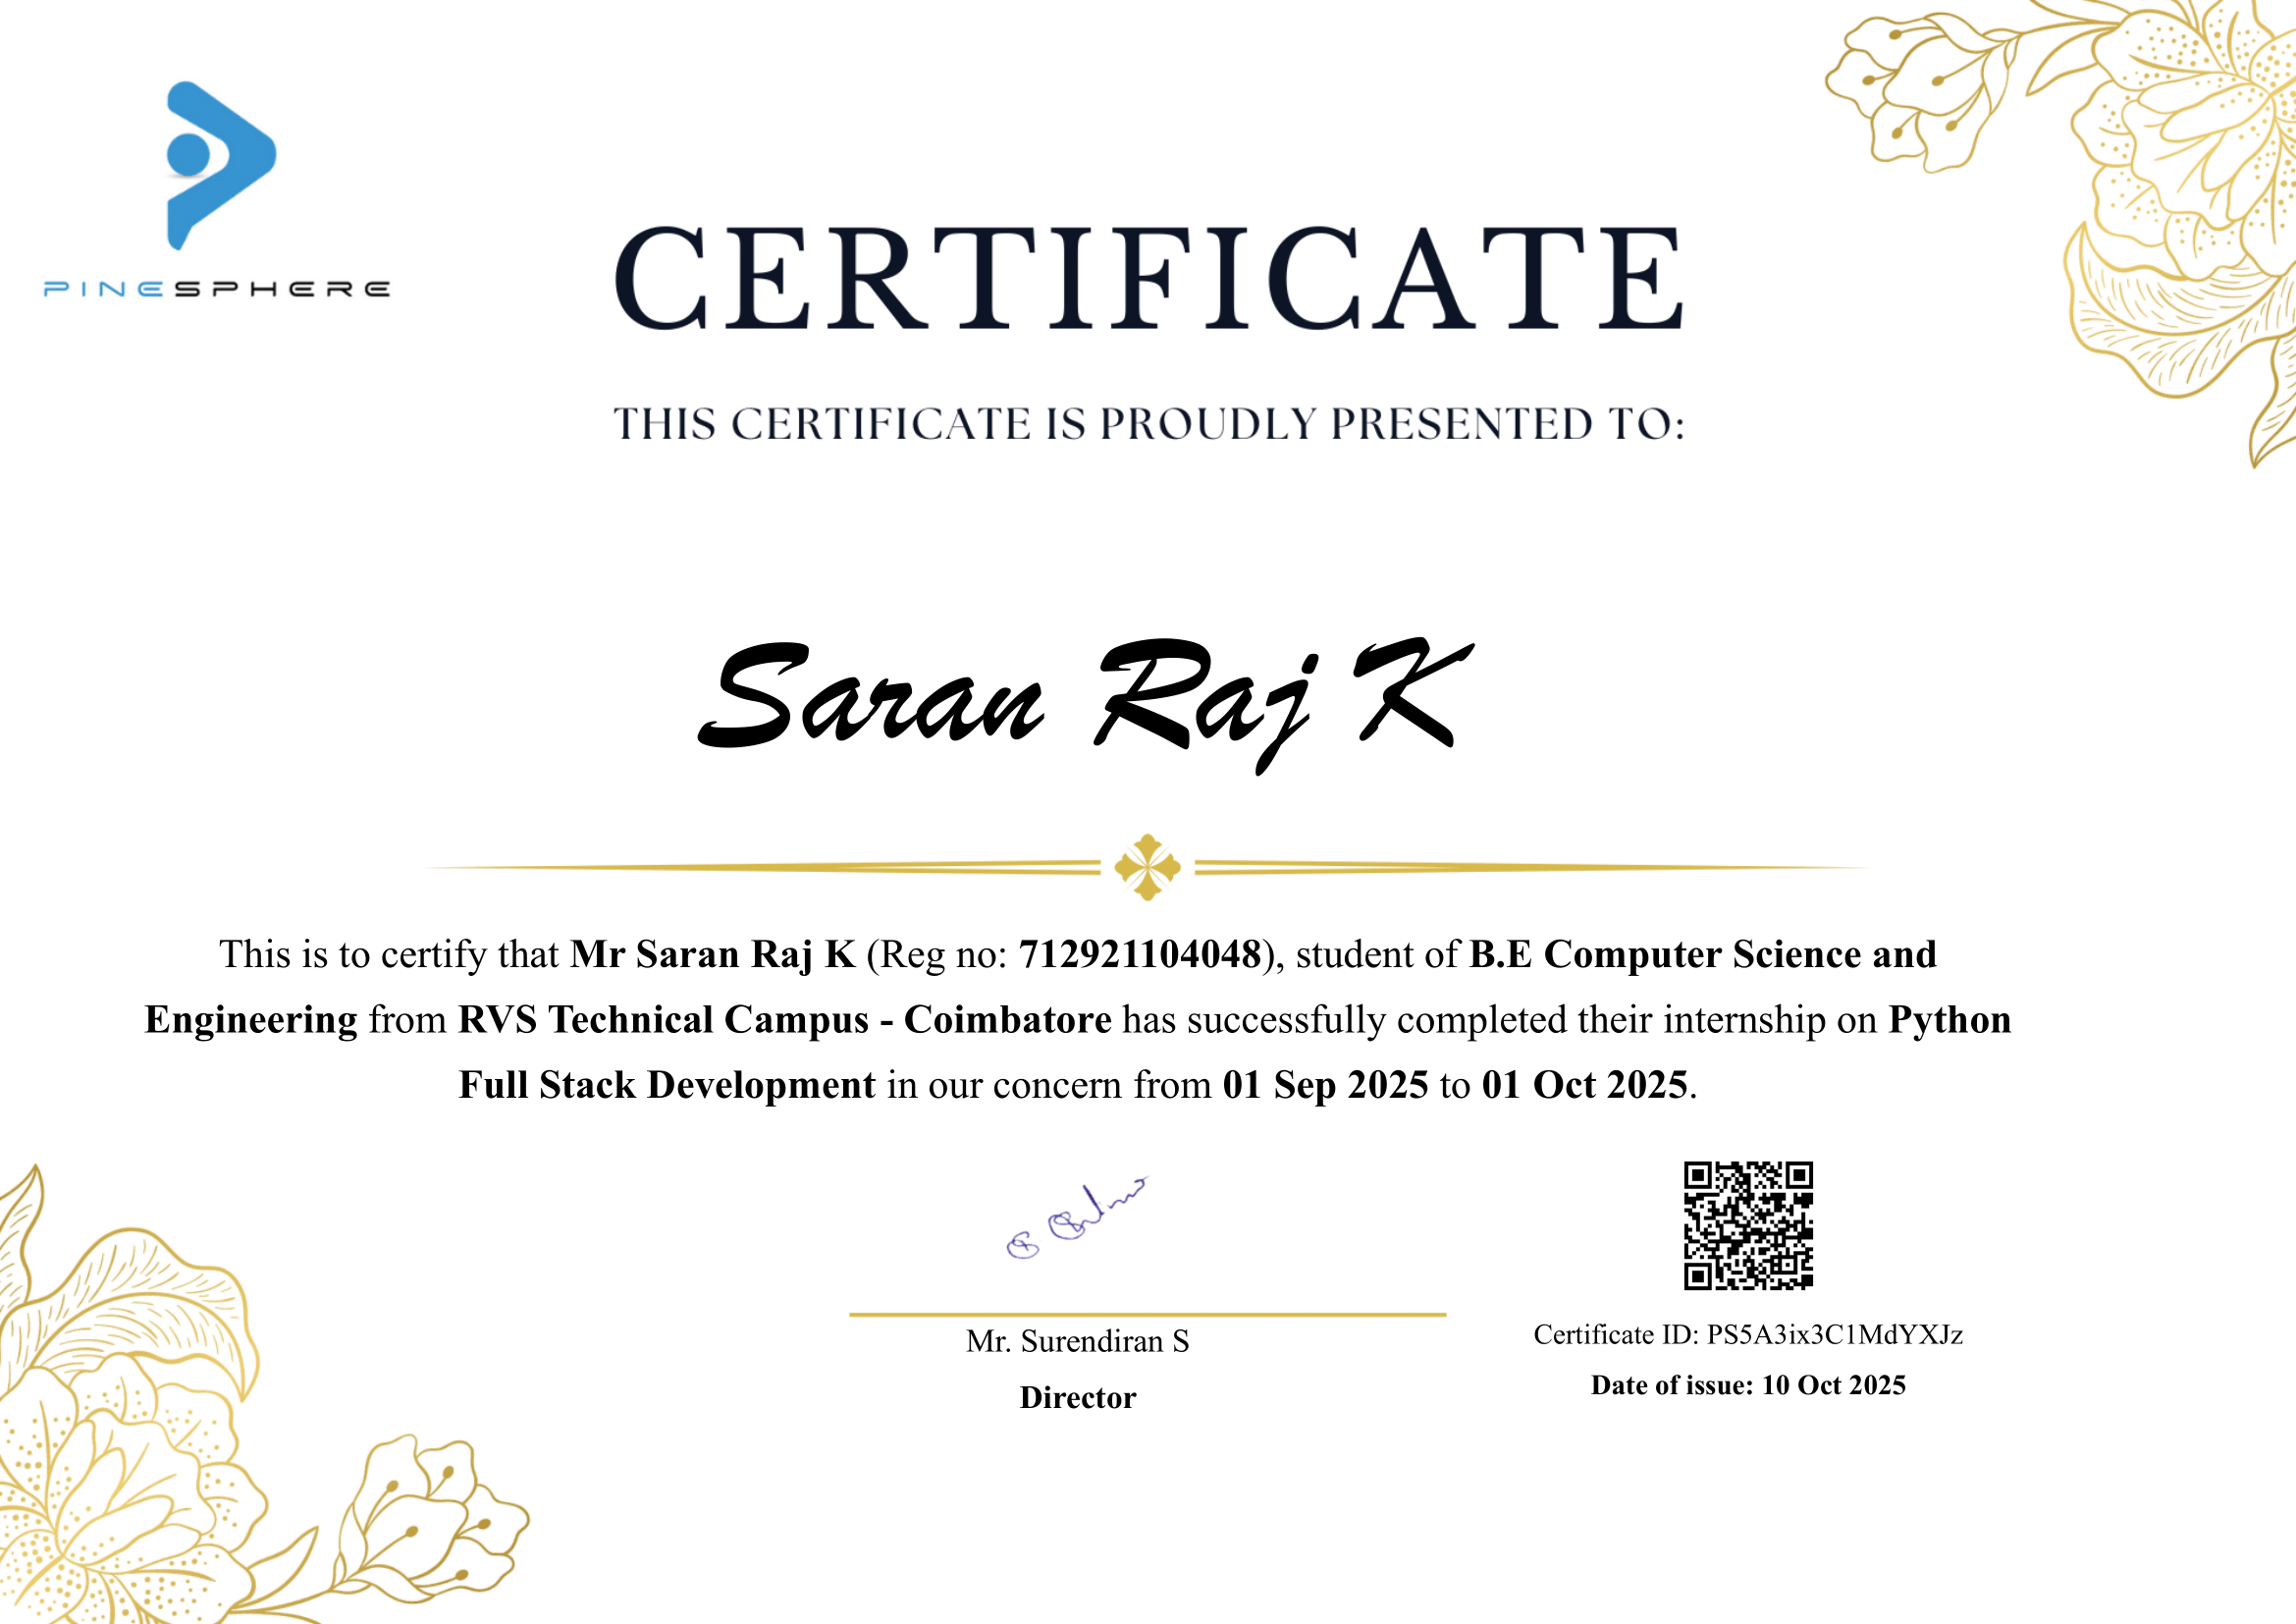 PINESPHERE
CERTIFICATE
THIS CERTIFICATE IS PROUDLY PRESENTED TO:
Saran Raj K
This is to certify that Mr Saran Raj K (Reg no: 712921104048), student of B.E Computer Science and
Engineering from RVS Technical Campus - Coimbatore has successfully completed their internship on Python
Full Stack Development in our concern from 01 Sep 2025 to 01 Oct 2025.
Mr. Surendiran S
Director
Certificate ID: PS5A3ix3C1MdYXJz
Date of issue: 10 Oct 2025